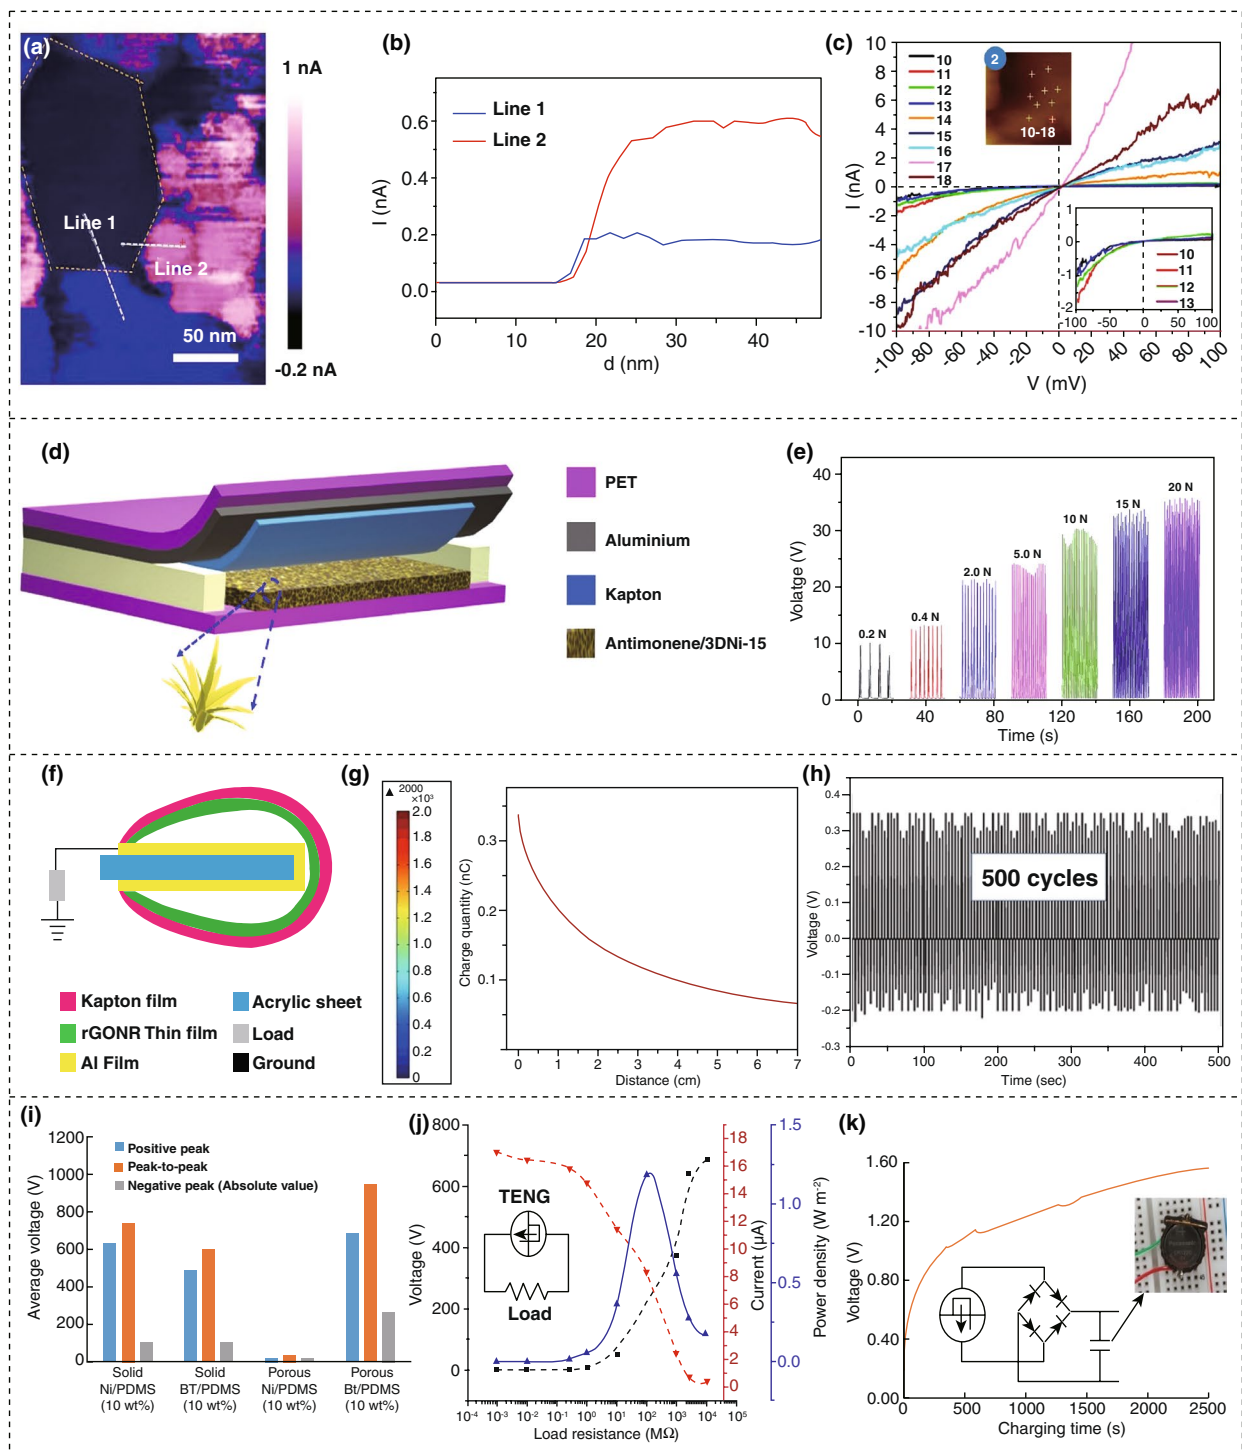 (a)
1 nA
Line 1
Line 2
50 nm
-0.2 nA
(b)
Line 1
Line 2
0.6
0.4
0.2
0.0
I (nA)
0 10 20 30 40
d (nm)
(c)
10
11
12
13
14
15
16
17
18
2
10-18
10
8
6
4
2
0
-2
-4
-6
-8
-10
I (nA)
-100 -80 -60 -40 -20 0 20 40 60 80 100
V (mV)
1
0
-1
-2
10
11
12
13
-100 -50 0 50 100
(d)
PET
Aluminium
Kapton
Antimonene/3DNi-15
(e)
40
30
20
10
0
Volatge (V)
0.2 N
0.4 N
2.0 N
5.0 N
10 N
15 N
20 N
0 40 80 120 160 200
Time (s)
(f)
Kapton film
Acrylic sheet
rGONR Thin film
Load
Al Film
Ground
(g)
▲ 2000
×10³
2.0
1.8
1.6
1.4
1.2
1.0
0.8
0.6
0.4
0.2
0
0.3
0.2
0.1
Charge quantity (nC)
0 1 2 3 4 5 6 7
Distance (cm)
(h)
0.4
0.3
0.2
0.1
0.0
-0.1
-0.2
-0.3
Voltage (V)
500 cycles
0 100 200 300 400 500
Time (sec)
(i)
1200
1000
800
600
400
200
0
Average voltage (V)
Positive peak
Peak-to-peak
Negative peak (Absolute value)
Solid Ni/PDMS (10 wt%)
Solid BT/PDMS (10 wt%)
Porous Ni/PDMS (10 wt%)
Porous Bt/PDMS (10 wt%)
(j)
800
600
400
200
0
Voltage (V)
TENG
Load
18
16
14
12
10
8
6
4
2
0
Current (µA)
1.5
1.0
0.5
0.0
Power density (W m⁻²)
10⁻⁴ 10⁻³ 10⁻² 10⁻¹ 10⁰ 10¹ 10² 10³ 10⁴ 10⁵
Load resistance (MΩ)
(k)
1.60
1.20
0.80
0.40
0.00
Voltage (V)
0 500 1000 1500 2000 2500
Charging time (s)